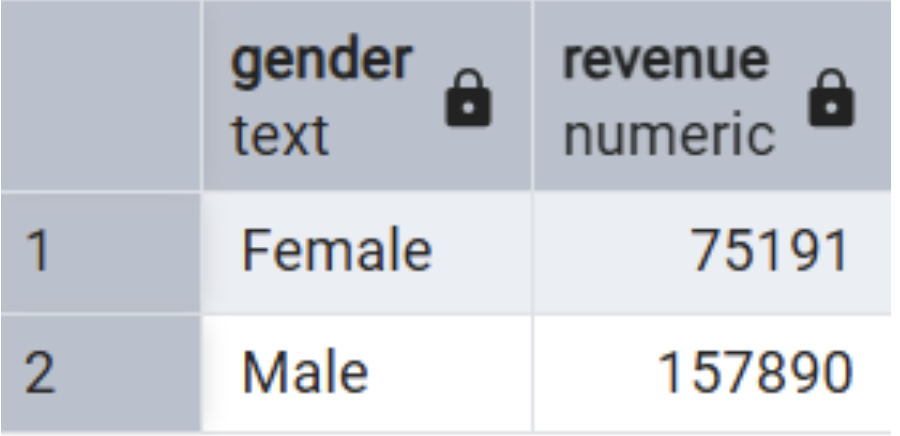 gender revenue
text numeric
1 Female 75191
2 Male 157890